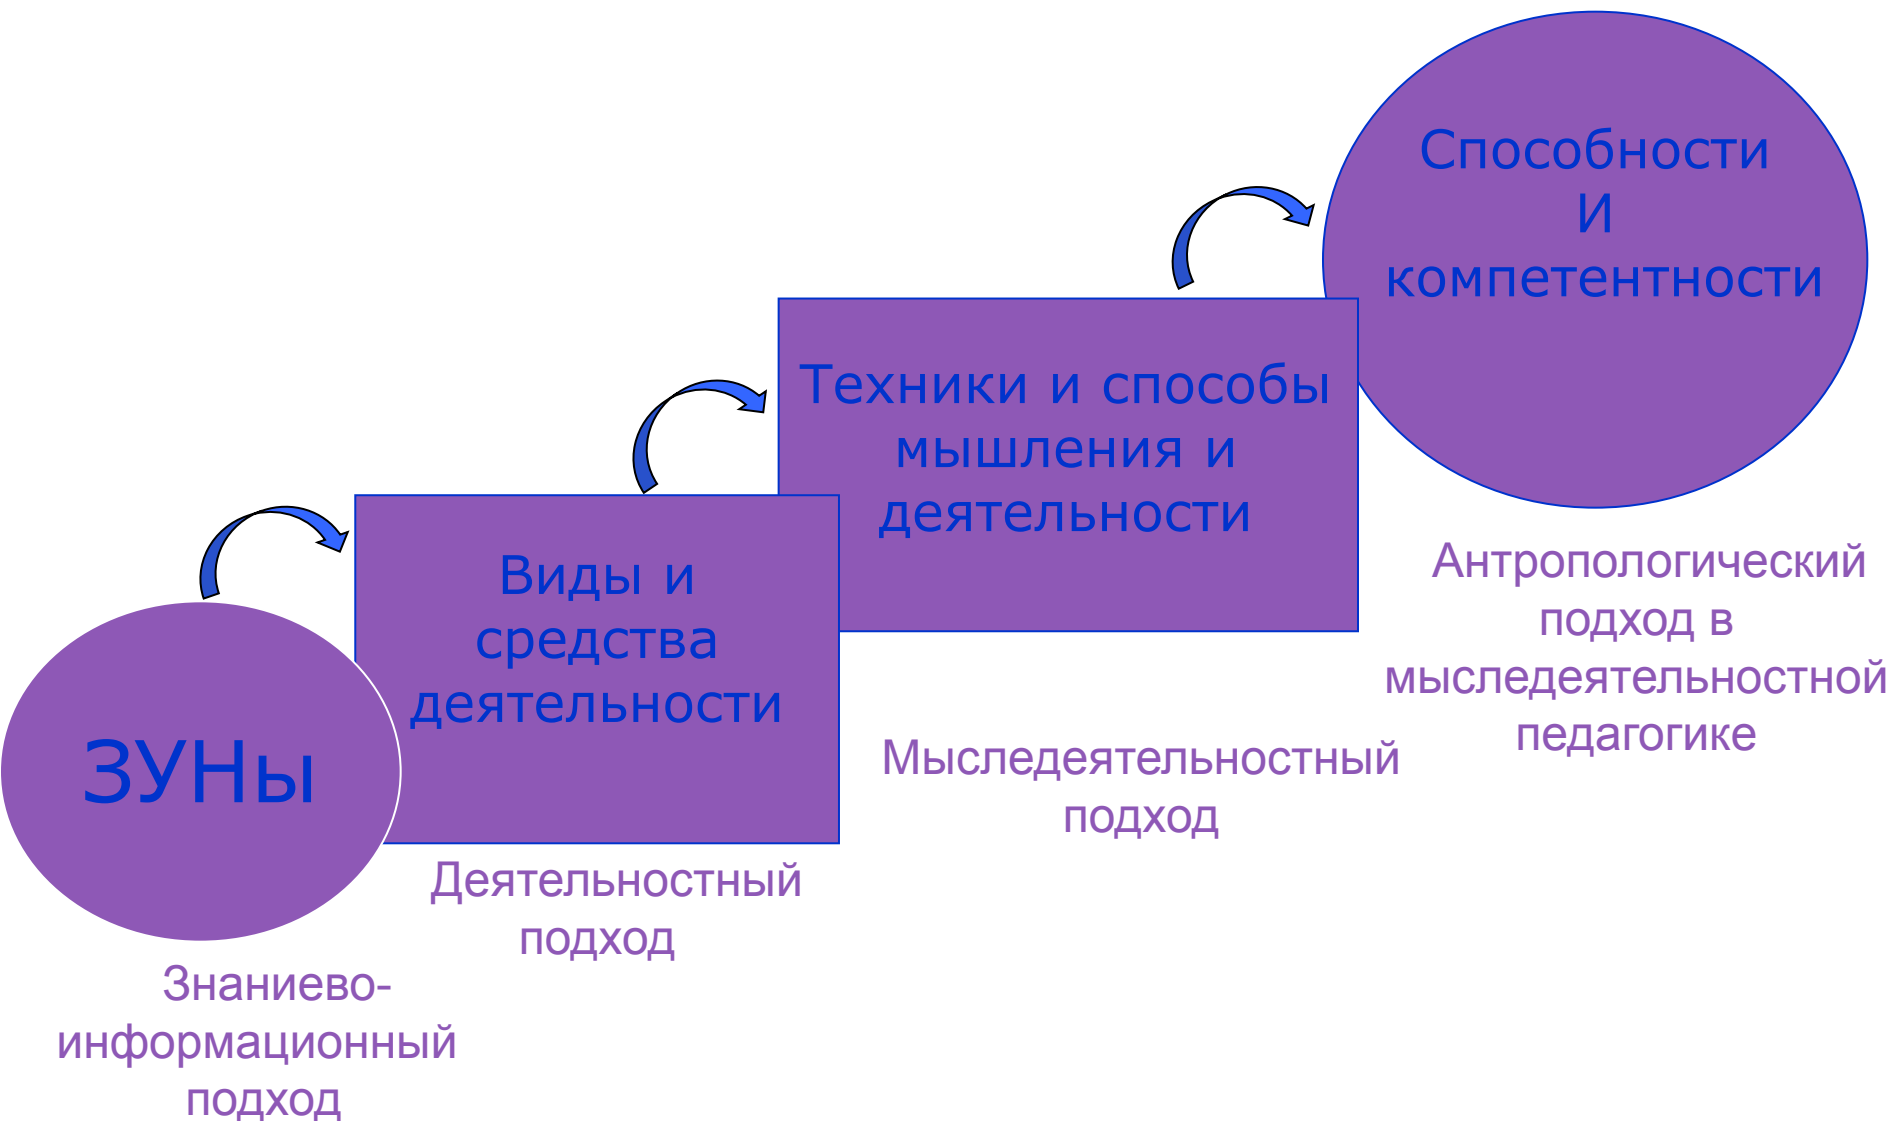 ЗУНы
Знаниево-
информационный
подход
Виды и
средства
деятельности
Деятельностный
подход
Техники и способы
мышления и
деятельности
Мыследеятельностный
подход
Способности
И
компетентности
Антропологический
подход в
мыследеятельностной
педагогике